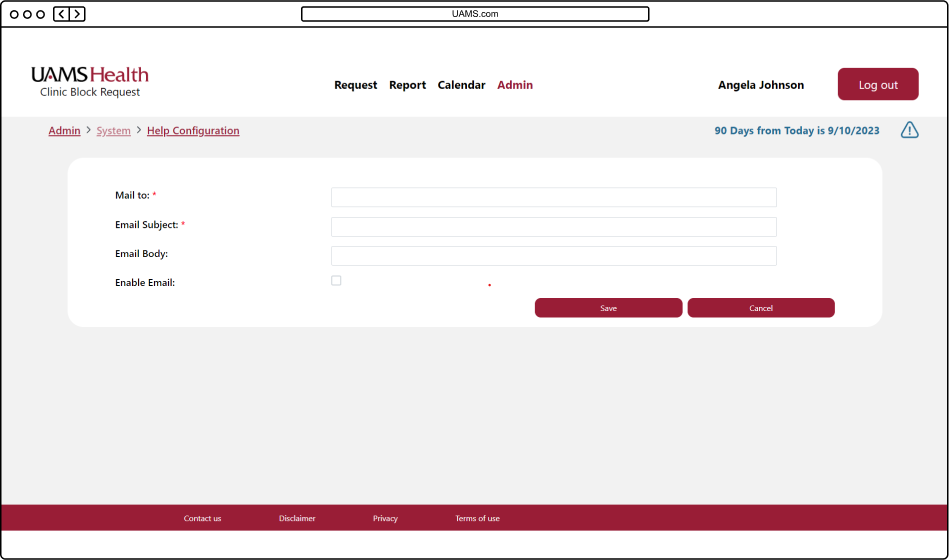 UAMS.com
UAMS Health
Clinic Block Request
Request Report Calendar Admin
Angela Johnson
Log out
Admin > System > Help Configuration
90 Days from Today is 9/10/2023
Mail to: *
Email Subject: *
Email Body:
Enable Email:
Save
Cancel
Contact us
Disclaimer
Privacy
Terms of use